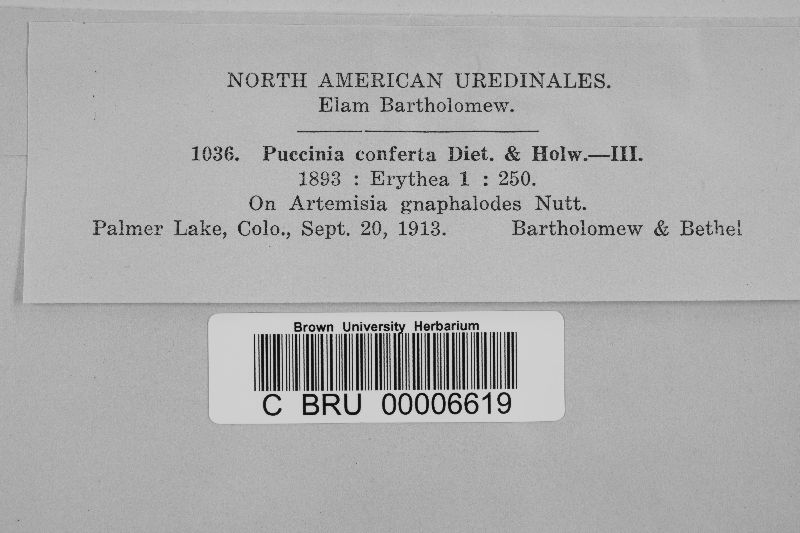 NORTH AMERICAN UREDINALES.
Elam Bartholomew.
1036. Puccinia conferta Diet. & Holw.—III.
1893 : Erythea 1 : 250.
On Artemisia gnaphalodes Nutt.
Palmer Lake, Colo., Sept. 20, 1913. Bartholomew & Bethel
Brown University Herbarium
C BRU 00006619